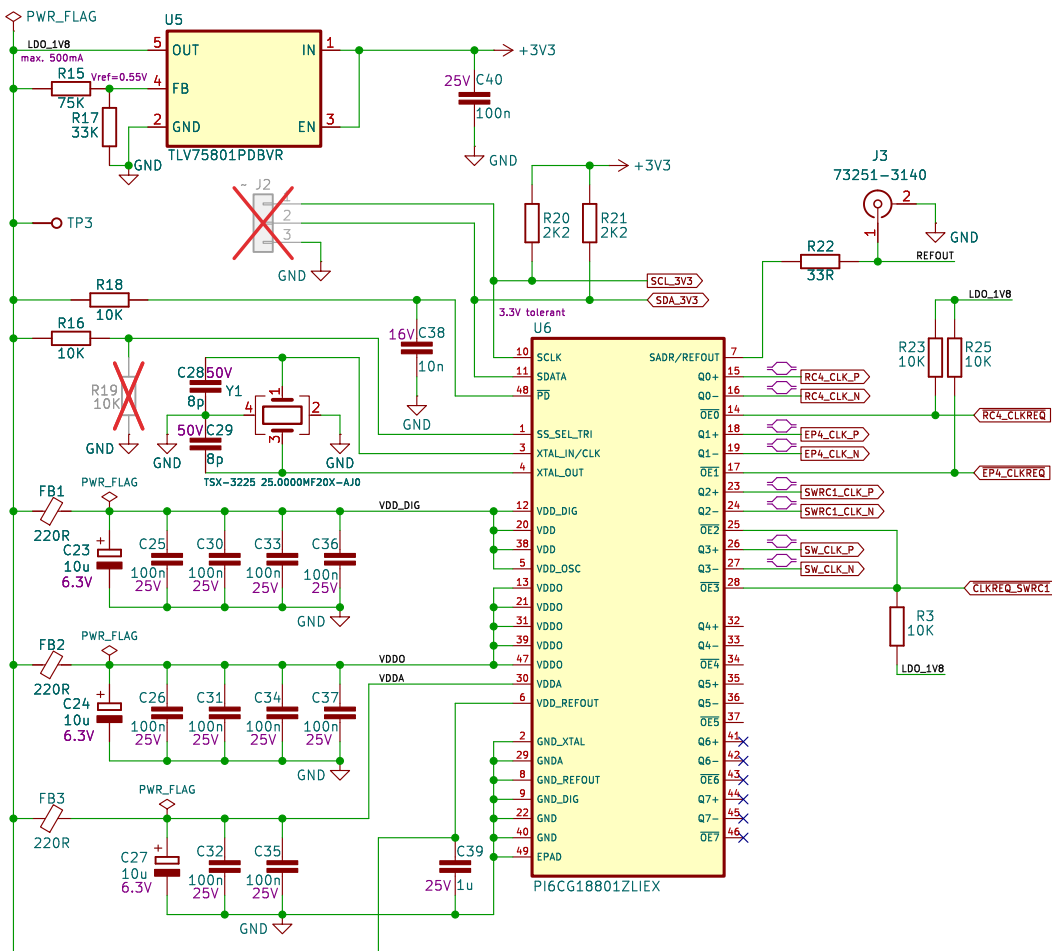 PWR_FLAG
U5
LDO_1V8
max. 500mA
5 OUT IN 1
+3V3
R15
75K
Vref=0.55V
4 FB
R17
33K
2 GND EN 3
GND
TLV75801PDBVR
25V C40
100n
GND
+3V3
R20
2K2
R21
2K2
J3
73251-3140
2
1
GND
R22
33R
REFOUT
~ J2
1
2
3
GND
TP3
SCL_3V3
SDA_3V3
3.3V tolerant
R18
10K
R16
10K
R19
10K
GND
16V C38
10n
GND
C28 50V
8p
Y1
1
4 2
3
50V C29
8p
GND
GND
TSX-3225 25.0000MF20X-AJ0
U6
10 SCLK
11 SDATA
48 PD
1 SS_SEL_TRI
3 XTAL_IN/CLK
4 XTAL_OUT
12 VDD_DIG
20 VDD
38 VDD
5 VDD_OSC
13 VDDO
21 VDDO
31 VDDO
39 VDDO
47 VDDO
30 VDDA
6 VDD_REFOUT
2 GND_XTAL
29 GNDA
8 GND_REFOUT
9 GND_DIG
22 GND
40 GND
49 EPAD
SADR/REFOUT 7
Q0+ 15
Q0- 16
OE0 14
Q1+ 18
Q1- 19
OE1 17
Q2+ 23
Q2- 24
OE2 25
Q3+ 26
Q3- 27
OE3 28
Q4+ 32
Q4- 33
OE4 34
Q5+ 35
Q5- 36
OE5 37
Q6+ 41
Q6- 42
OE6 43
Q7+ 44
Q7- 45
OE7 46
PI6CG18801ZLIEX
LDO_1V8
R23
10K
R25
10K
RC4_CLK_P
RC4_CLK_N
RC4_CLKREQ
EP4_CLK_P
EP4_CLK_N
EP4_CLKREQ
SWRC1_CLK_P
SWRC1_CLK_N
SW_CLK_P
SW_CLK_N
CLKREQ_SWRC1
R3
10K
LDO_1V8
FB1
220R
PWR_FLAG
VDD_DIG
+
C23
10u
6.3V
C25
100n
25V
C30
100n
25V
C33
100n
25V
C36
100n
25V
GND
FB2
220R
PWR_FLAG
VDDO
VDDA
+
C24
10u
6.3V
C26
100n
25V
C31
100n
25V
C34
100n
25V
C37
100n
25V
GND
FB3
220R
PWR_FLAG
+
C27
10u
6.3V
C32
100n
25V
C35
100n
25V
GND
C39
25V 1u